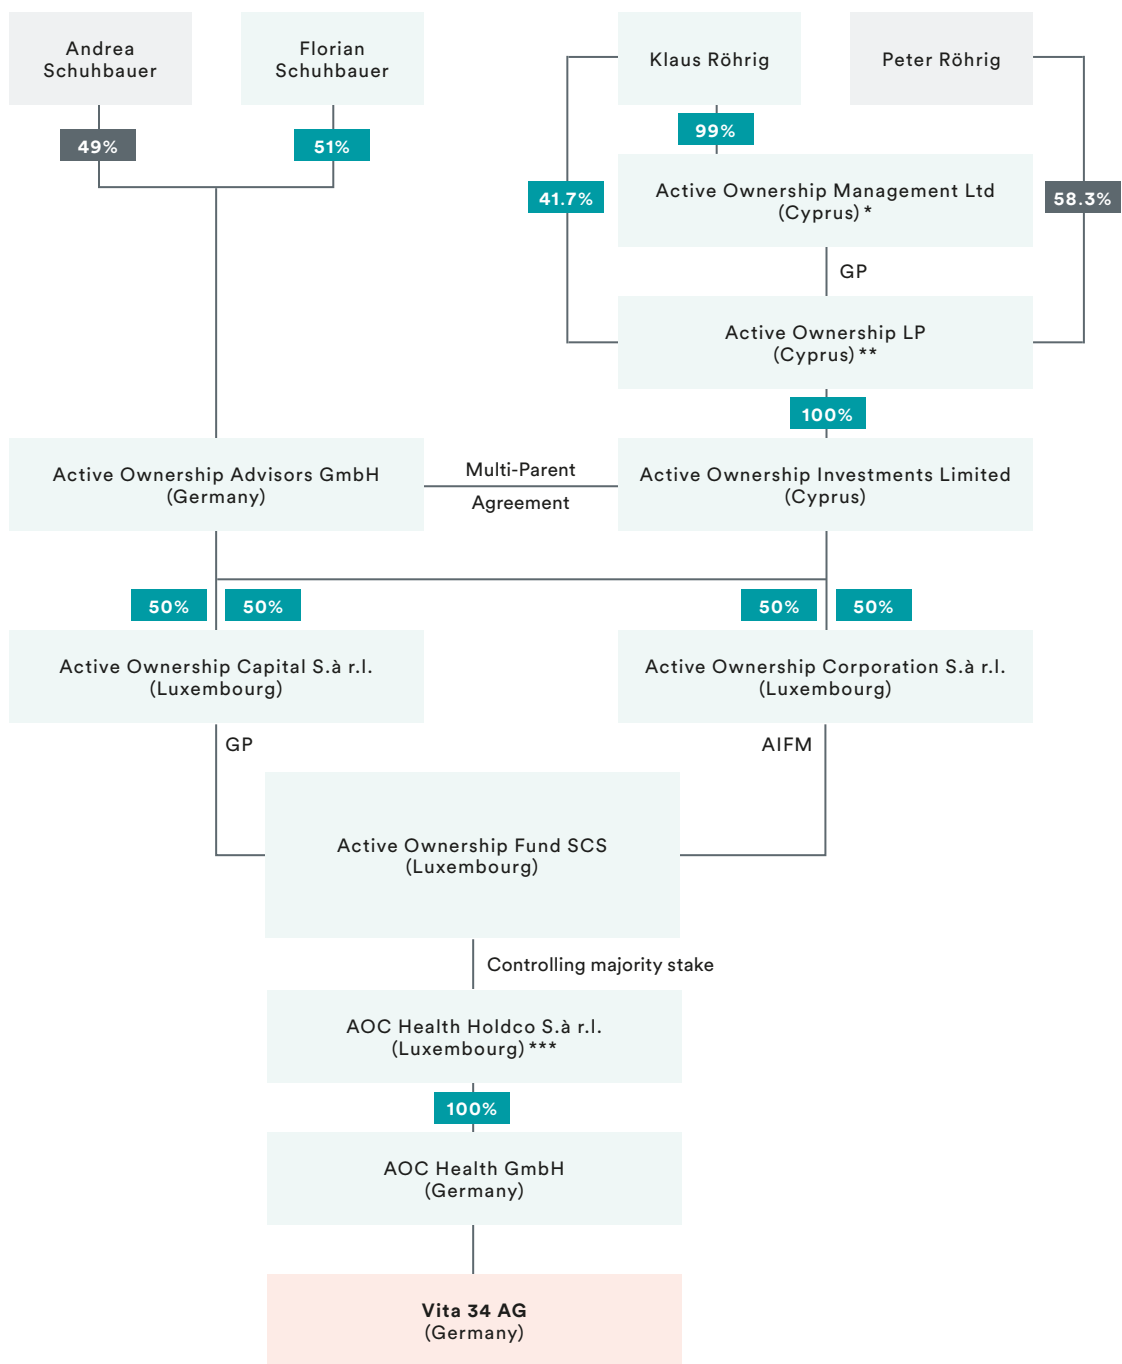 Andrea
Schuhbauer
Florian
Schuhbauer
Klaus Röhrig
Peter Röhrig
49%
51%
99%
41.7%
58.3%
Active Ownership Management Ltd
(Cyprus) *
GP
Active Ownership LP
(Cyprus) **
100%
Active Ownership Advisors GmbH
(Germany)
Multi-Parent
Agreement
Active Ownership Investments Limited
(Cyprus)
50%
50%
50%
50%
Active Ownership Capital S.à r.l.
(Luxembourg)
Active Ownership Corporation S.à r.l.
(Luxembourg)
GP
AIFM
Active Ownership Fund SCS
(Luxembourg)
Controlling majority stake
AOC Health Holdco S.à r.l.
(Luxembourg) ***
100%
AOC Health GmbH
(Germany)
Vita 34 AG
(Germany)